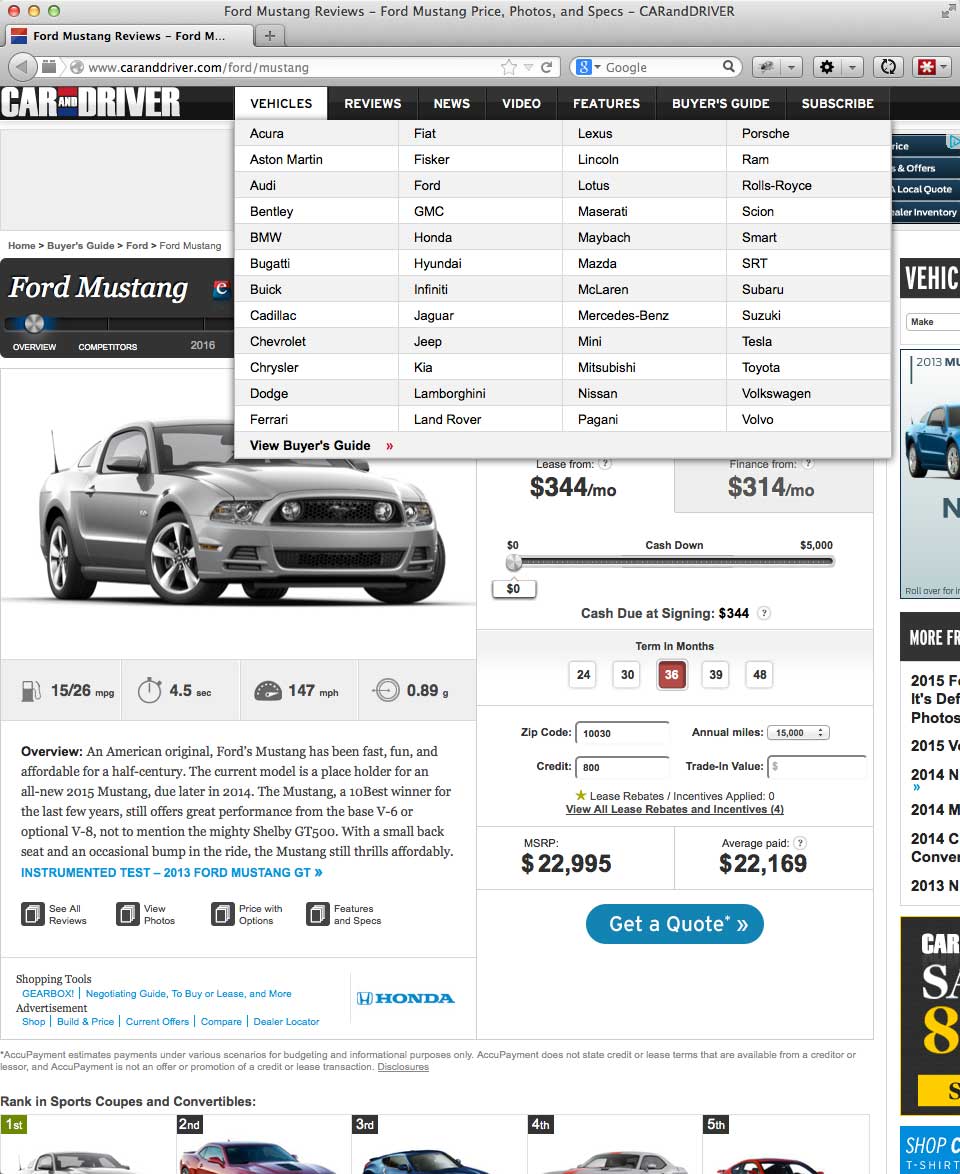 Ford Mustang Reviews – Ford Mustang Price, Photos, and Specs – CARandDRIVER
Ford Mustang Reviews – Ford M...
www.caranddriver.com/ford/mustang
Google
CAR AND DRIVER
VEHICLES REVIEWS NEWS VIDEO FEATURES BUYER'S GUIDE SUBSCRIBE
Acura Fiat Lexus Porsche
Aston Martin Fisker Lincoln Ram
Audi Ford Lotus Rolls-Royce
Bentley GMC Maserati Scion
BMW Honda Maybach Smart
Bugatti Hyundai Mazda SRT
Buick Infiniti McLaren Subaru
Cadillac Jaguar Mercedes-Benz Suzuki
Chevrolet Jeep Mini Tesla
Chrysler Kia Mitsubishi Toyota
Dodge Lamborghini Nissan Volkswagen
Ferrari Land Rover Pagani Volvo
View Buyer's Guide »
rice
s & Offers
Local Quote
ealer Inventory
Home > Buyer's Guide > Ford > Ford Mustang
Ford Mustang e
OVERVIEW COMPETITORS 2016
VEHIC
Make
2013 MU
N
Roll over for in
Lease from: ?
$344/mo
Finance from: ?
$314/mo
$0 Cash Down $5,000
$0
Cash Due at Signing: $344 ?
Term In Months
24 30 36 39 48
15/26 mpg 4.5 sec 147 mph 0.89 g
Zip Code: 10030 Annual miles: 15,000
Credit: 800 Trade-In Value: $
Lease Rebates / Incentives Applied: 0
View All Lease Rebates and Incentives (4)
MSRP:
$22,995
Average paid: ?
$22,169
Get a Quote* »
Overview: An American original, Ford's Mustang has been fast, fun, and
affordable for a half-century. The current model is a place holder for an
all-new 2015 Mustang, due later in 2014. The Mustang, a 10Best winner for
the last few years, still offers great performance from the base V-6 or
optional V-8, not to mention the mighty Shelby GT500. With a small back
seat and an occasional bump in the ride, the Mustang still thrills affordably.
INSTRUMENTED TEST – 2013 FORD MUSTANG GT »
See All
Reviews
View
Photos
Price with
Options
Features
and Specs
Shopping Tools
GEARBOX! | Negotiating Guide, To Buy or Lease, and More
Advertisement
Shop | Build & Price | Current Offers | Compare | Dealer Locator
HONDA
MORE FR
2015 Fo
It's Def
Photos
2015 Vo
2014 N
»
2014 M
2014 C
Conver
2013 N
*AccuPayment estimates payments under various scenarios for budgeting and informational purposes only. AccuPayment does not state credit or lease terms that are available from a creditor or
lessor, and AccuPayment is not an offer or promotion of a credit or lease transaction. Disclosures
Rank in Sports Coupes and Convertibles:
1st 2nd 3rd 4th 5th
CAR
SA
8
S
SHOP C
T-SHIRT